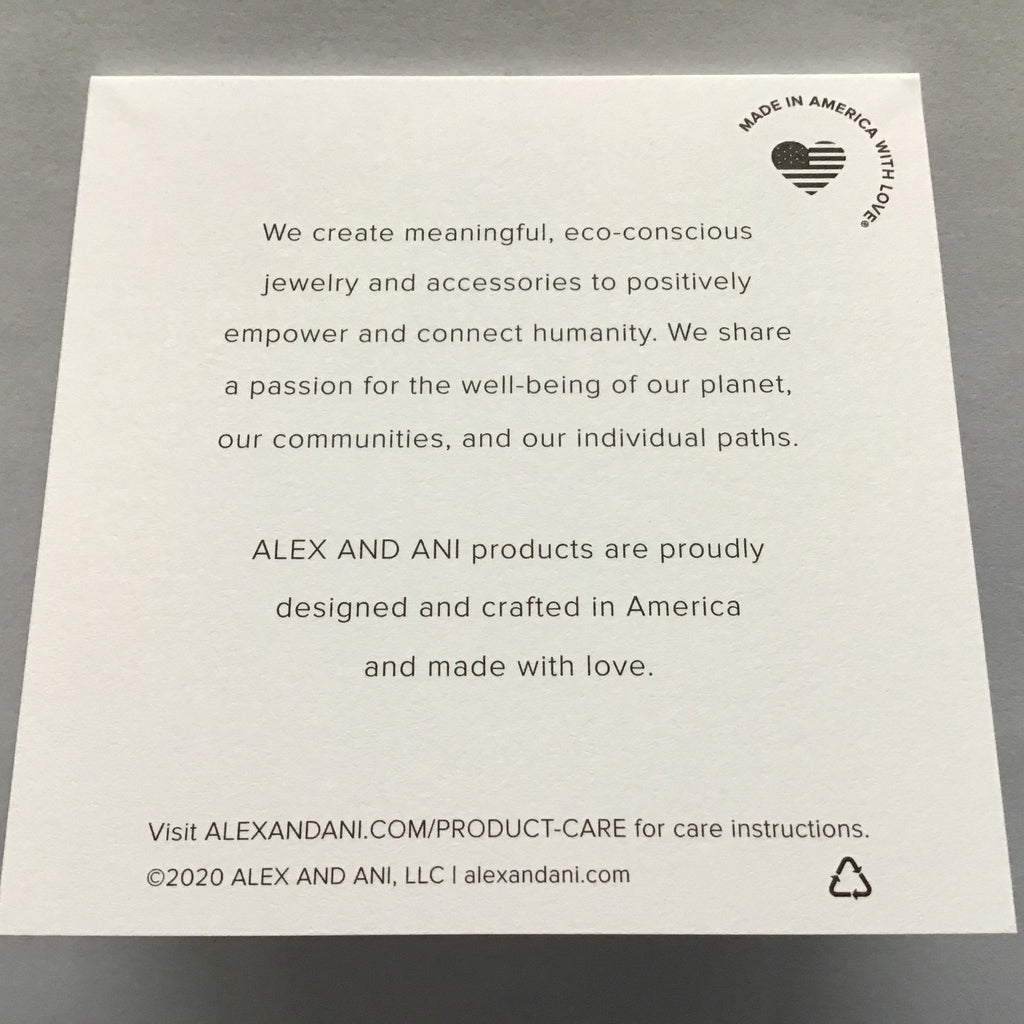 MADE IN AMERICA WITH LOVE®
We create meaningful, eco-conscious
jewelry and accessories to positively
empower and connect humanity. We share
a passion for the well-being of our planet,
our communities, and our individual paths.
ALEX AND ANI products are proudly
designed and crafted in America
and made with love.
Visit ALEXANDANI.COM/PRODUCT-CARE for care instructions.
©2020 ALEX AND ANI, LLC | alexandani.com